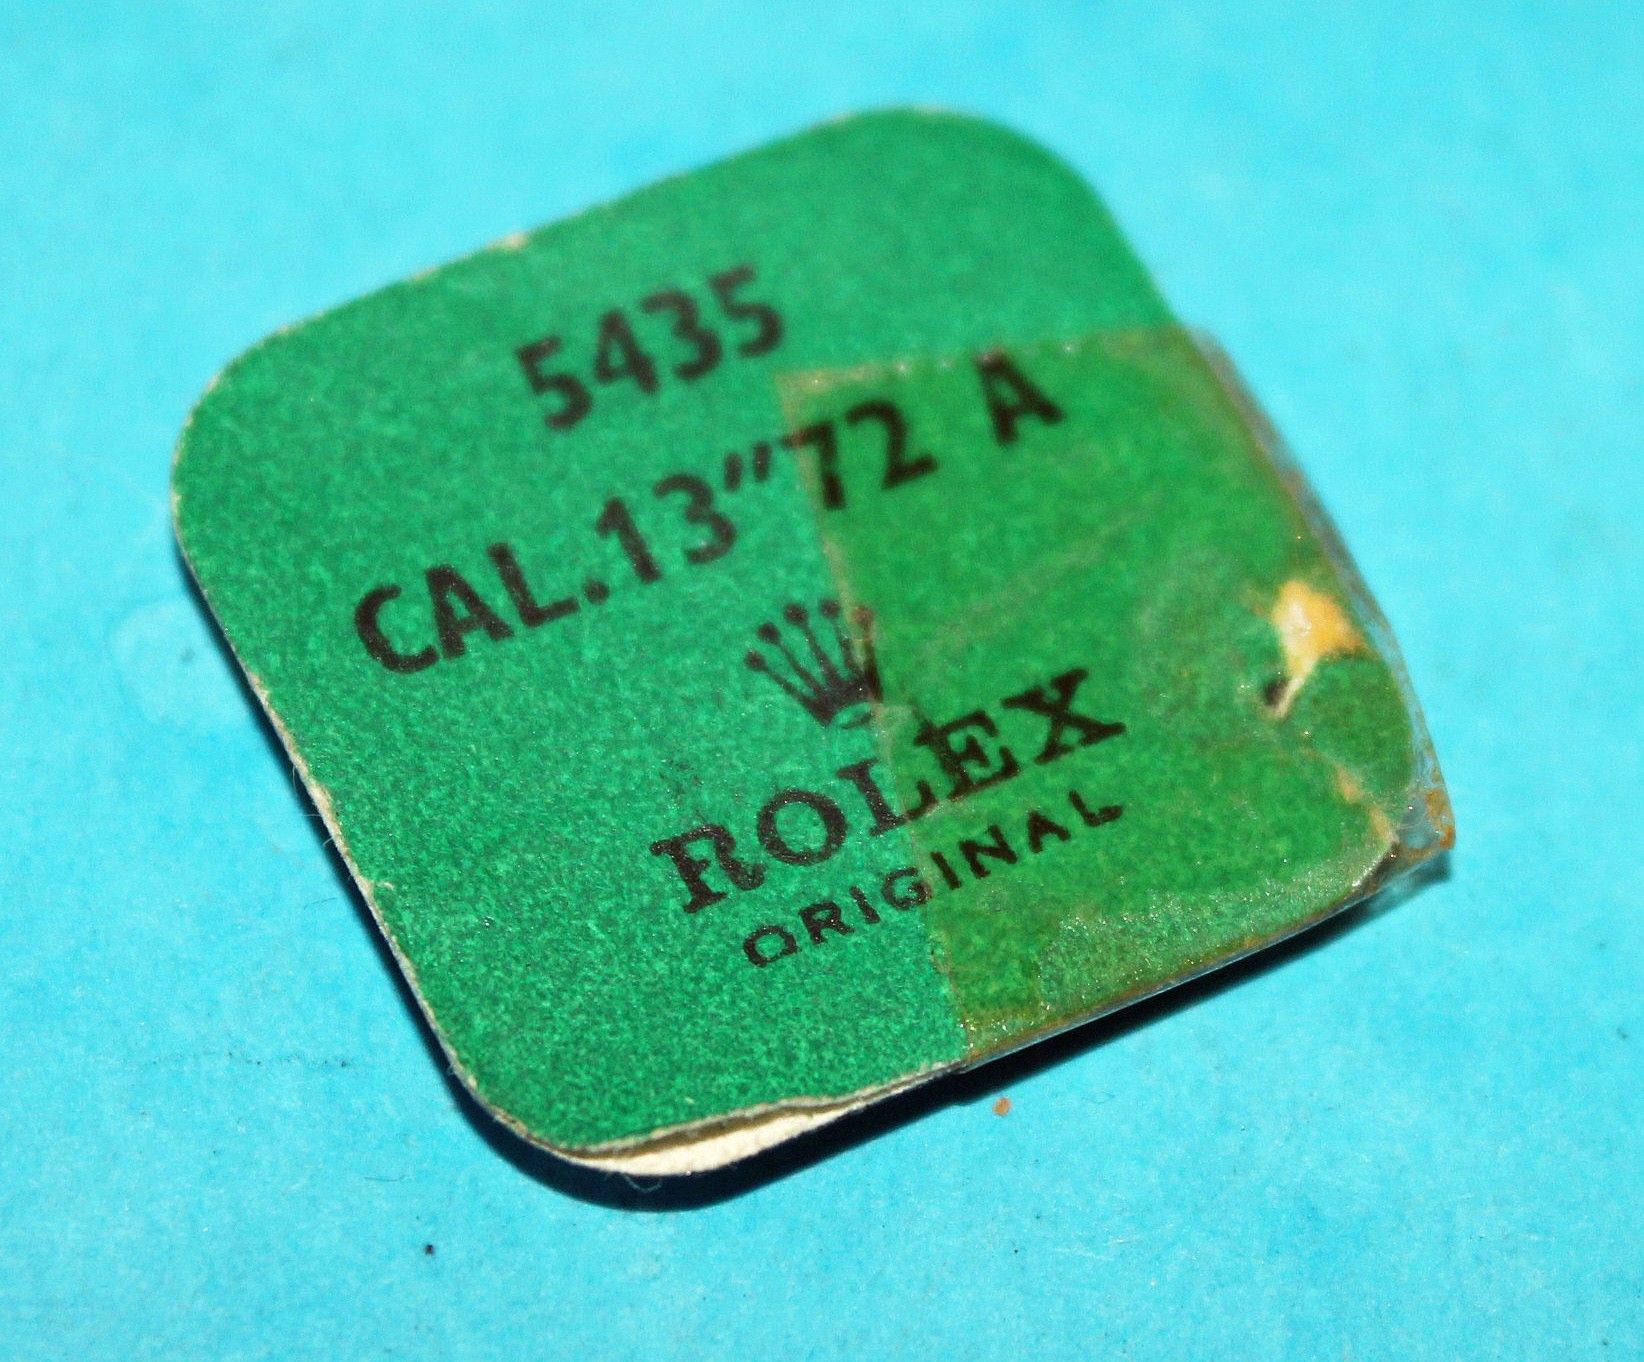 5435
CAL.13"'72 A
ROLEX
ORIGINAL